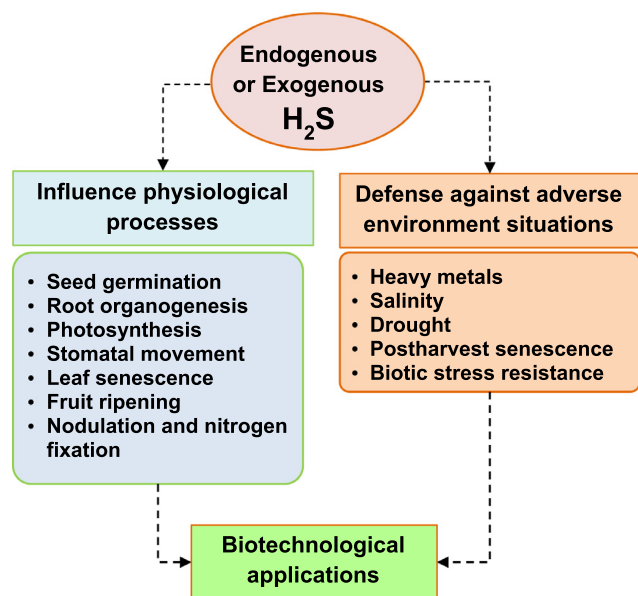 Endogenous
or Exogenous
H₂S
Influence physiological
processes
Defense against adverse
environment situations
• Seed germination
• Root organogenesis
• Photosynthesis
• Stomatal movement
• Leaf senescence
• Fruit ripening
• Nodulation and nitrogen
fixation
• Heavy metals
• Salinity
• Drought
• Postharvest senescence
• Biotic stress resistance
Biotechnological
applications